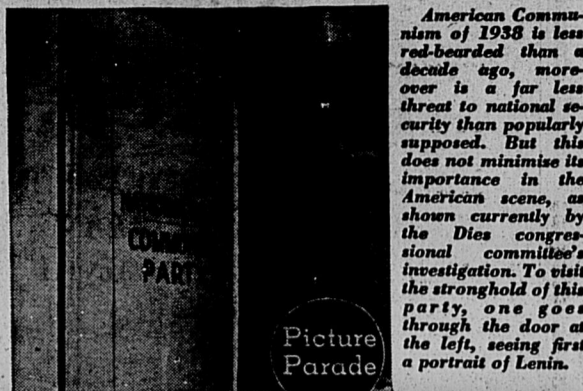 COMMUNIST
PARTY
Picture
Parade
American Commu-
nism of 1938 is less
red-bearded than a
decade ago, more-
over is a far less
threat to national se-
curity than popularly
supposed. But this
does not minimise its
importance in the
American scene, as
shown currently by
the Dies congres-
sional committee's
investigation. To visit
the stronghold of this
party, one goes
through the door at
the left, seeing first
a portrait of Lenin.